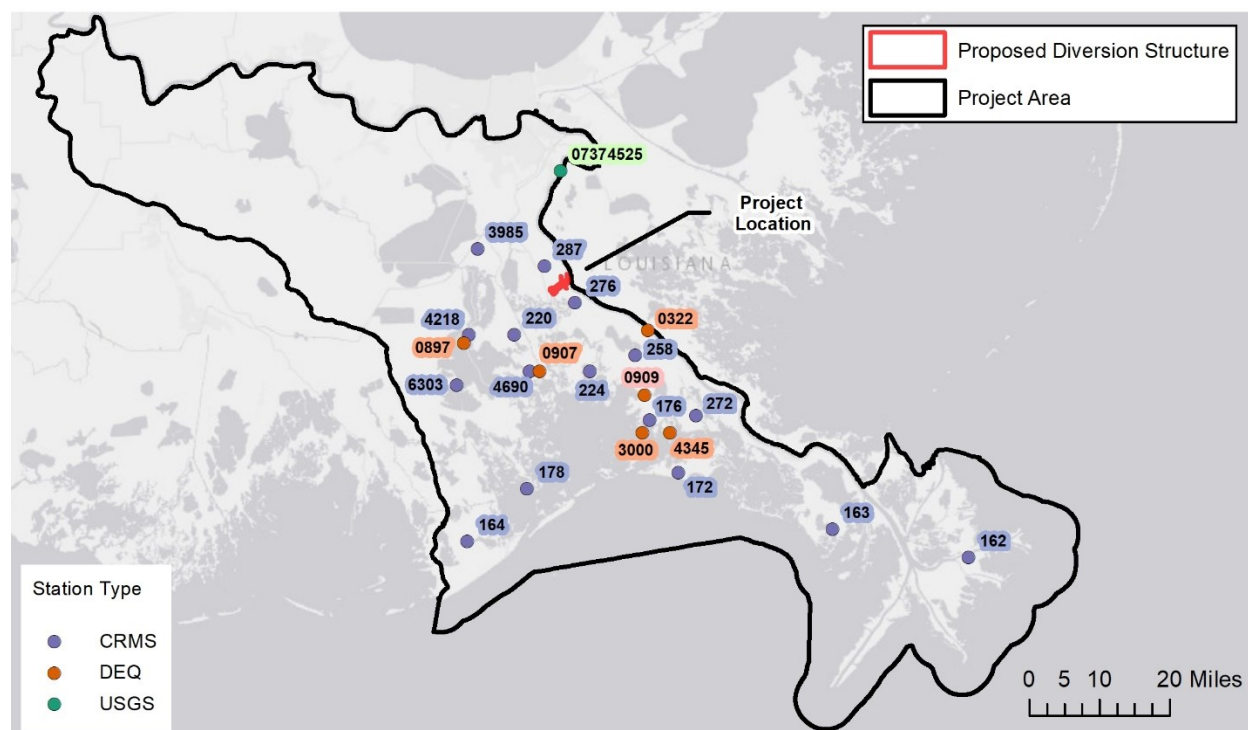 Proposed Diversion Structure
Project Area
07374525
Project
Location
3985
287
LOUISIANA
276
4218
220
0322
0897
0907
258
6303
4690
224
0909
176
272
3000
4345
178
172
164
163
162
Station Type
CRMS
DEQ
USGS
0 5 10 20 Miles